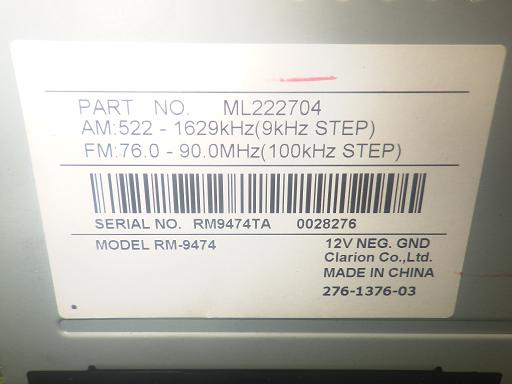 PART NO. ML222704
AM:522 - 1629kHz(9kHz STEP)
FM:76.0 - 90.0MHz(100kHz STEP)
SERIAL NO. RM9474TA 0028276
MODEL RM-9474 12V NEG. GND
Clarion Co.,Ltd.
MADE IN CHINA
276-1376-03